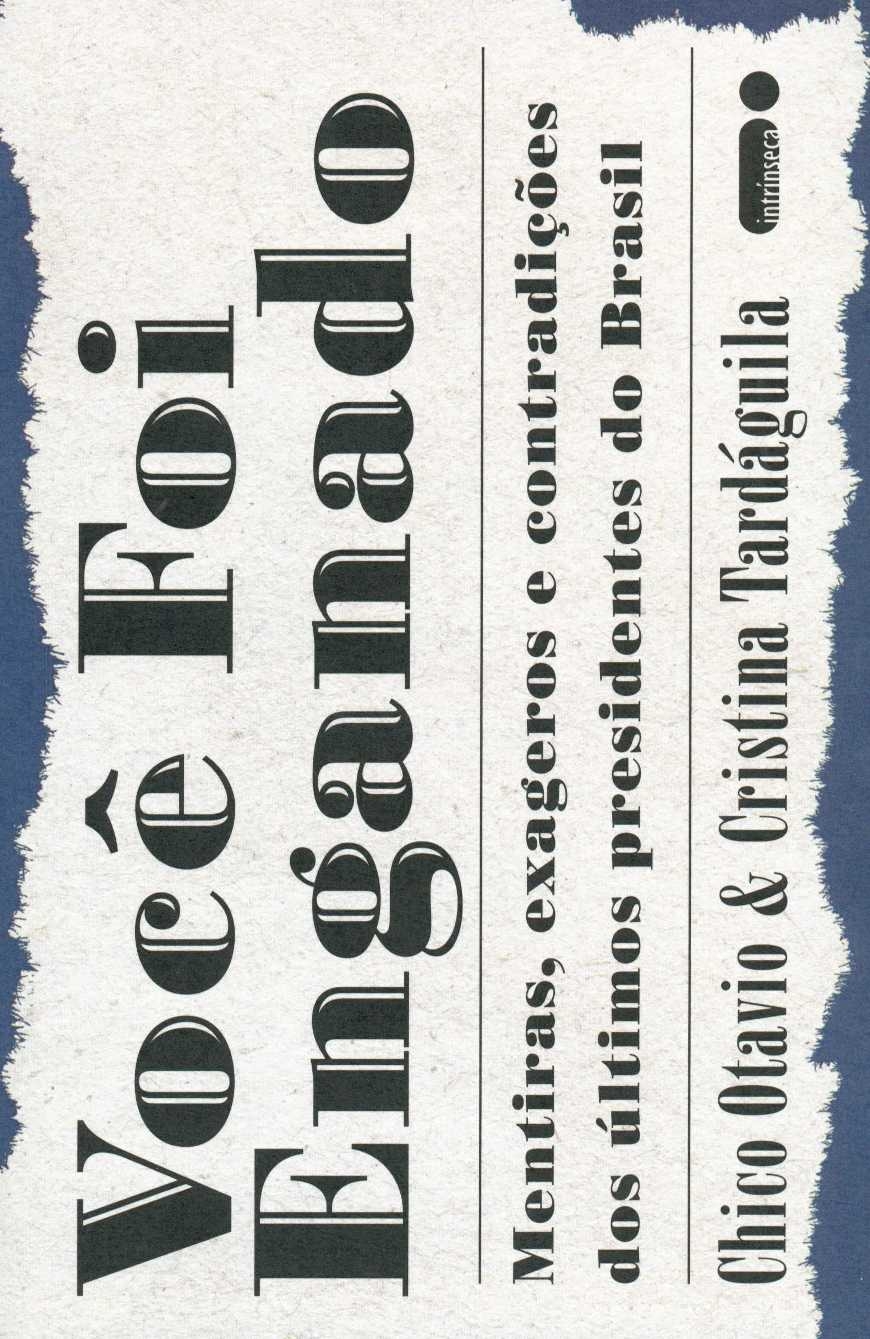 Você Foi
Enganado
Mentiras, exageros e contradições
dos últimos presidentes do Brasil
Chico Otavio & Cristina Tardáguila
intrínseca